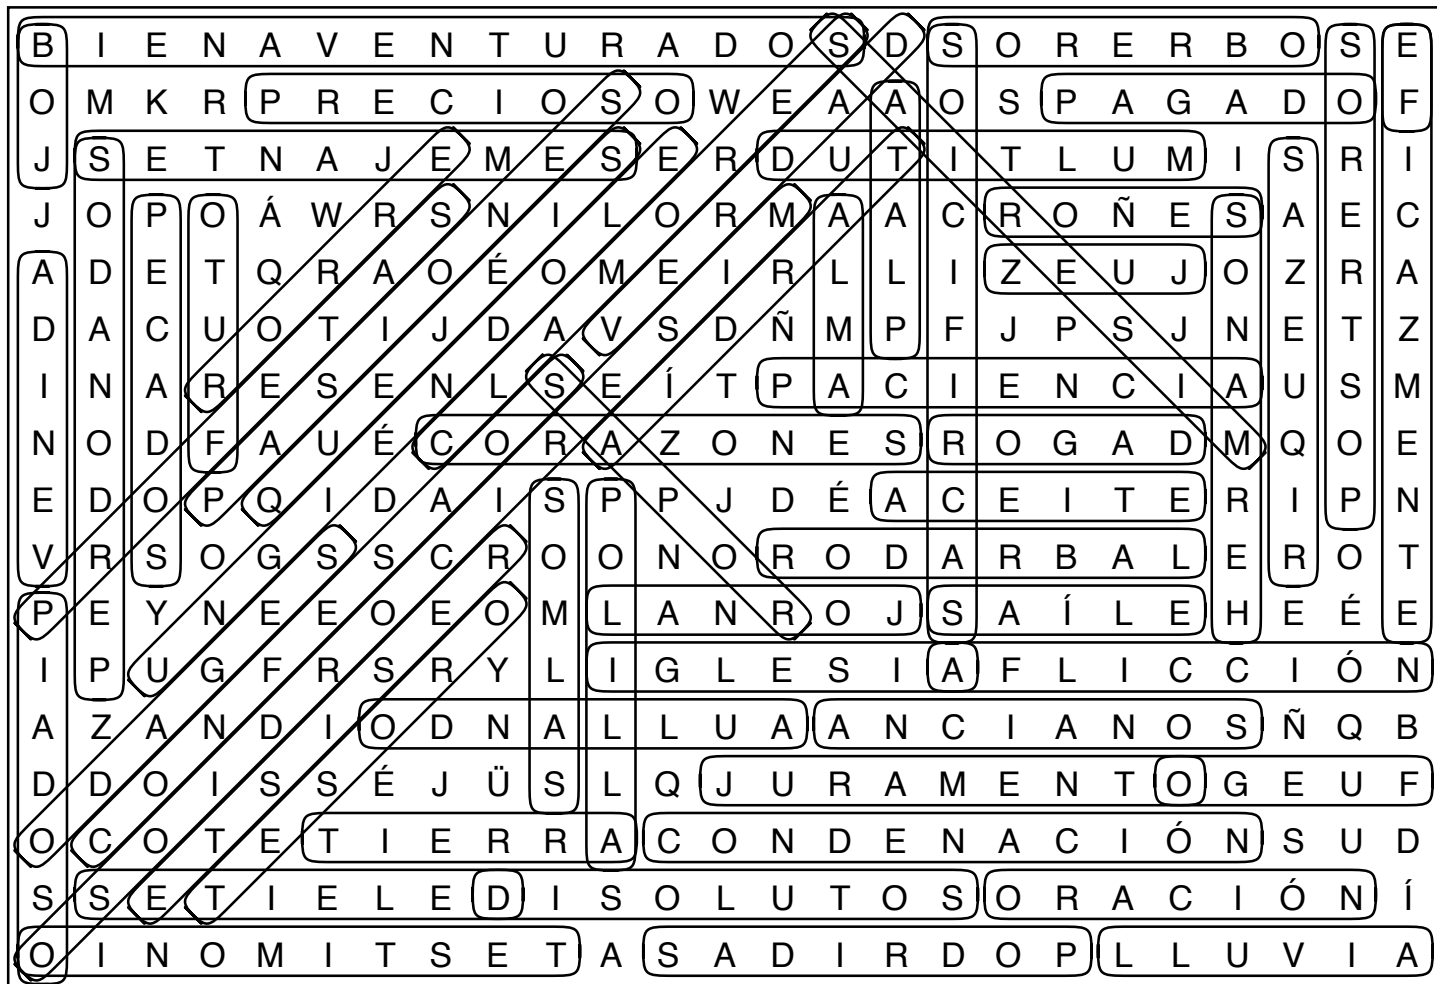 B I E N A V E N T U R A D O S D S O R E R B O S E
O M K R P R E C I O S O W E A A O S P A G A D O F
J S E T N A J E M E S E R D U T I T L U M I S R I
J O P O Á W R S N I L O R M A A C R O Ñ E S A E C
A D E T Q R A O É O M E I R L L I Z E U J O Z R A
D A C U O T I J D A V S D Ñ M P F J P S J N E T Z
I N A R E S E N L S E Í T P A C I E N C I A U S M
N O D F A U É C O R A Z O N E S R O G A D M Q O E
E D O P Q I D A I S P P J D É A C E I T E R I P N
V R S O G S S C R O O N O R O D A R B A L E R O T
P E Y N E E O E O M L A N R O J S A Í L E H E É E
I P U G F R S R Y L I G L E S I A F L I C C I Ó N
A Z A N D I O D N A L L U A A N C I A N O S Ñ Q B
D D O I S S É J Ü S L Q J U R A M E N T O G E U F
O C O T E T I E R R A C O N D E N A C I Ó N S U D
S S E T I E L E D I S O L U T O S O R A C I Ó N Í
O I N O M I T S E T A S A D I R D O P L L U V I A